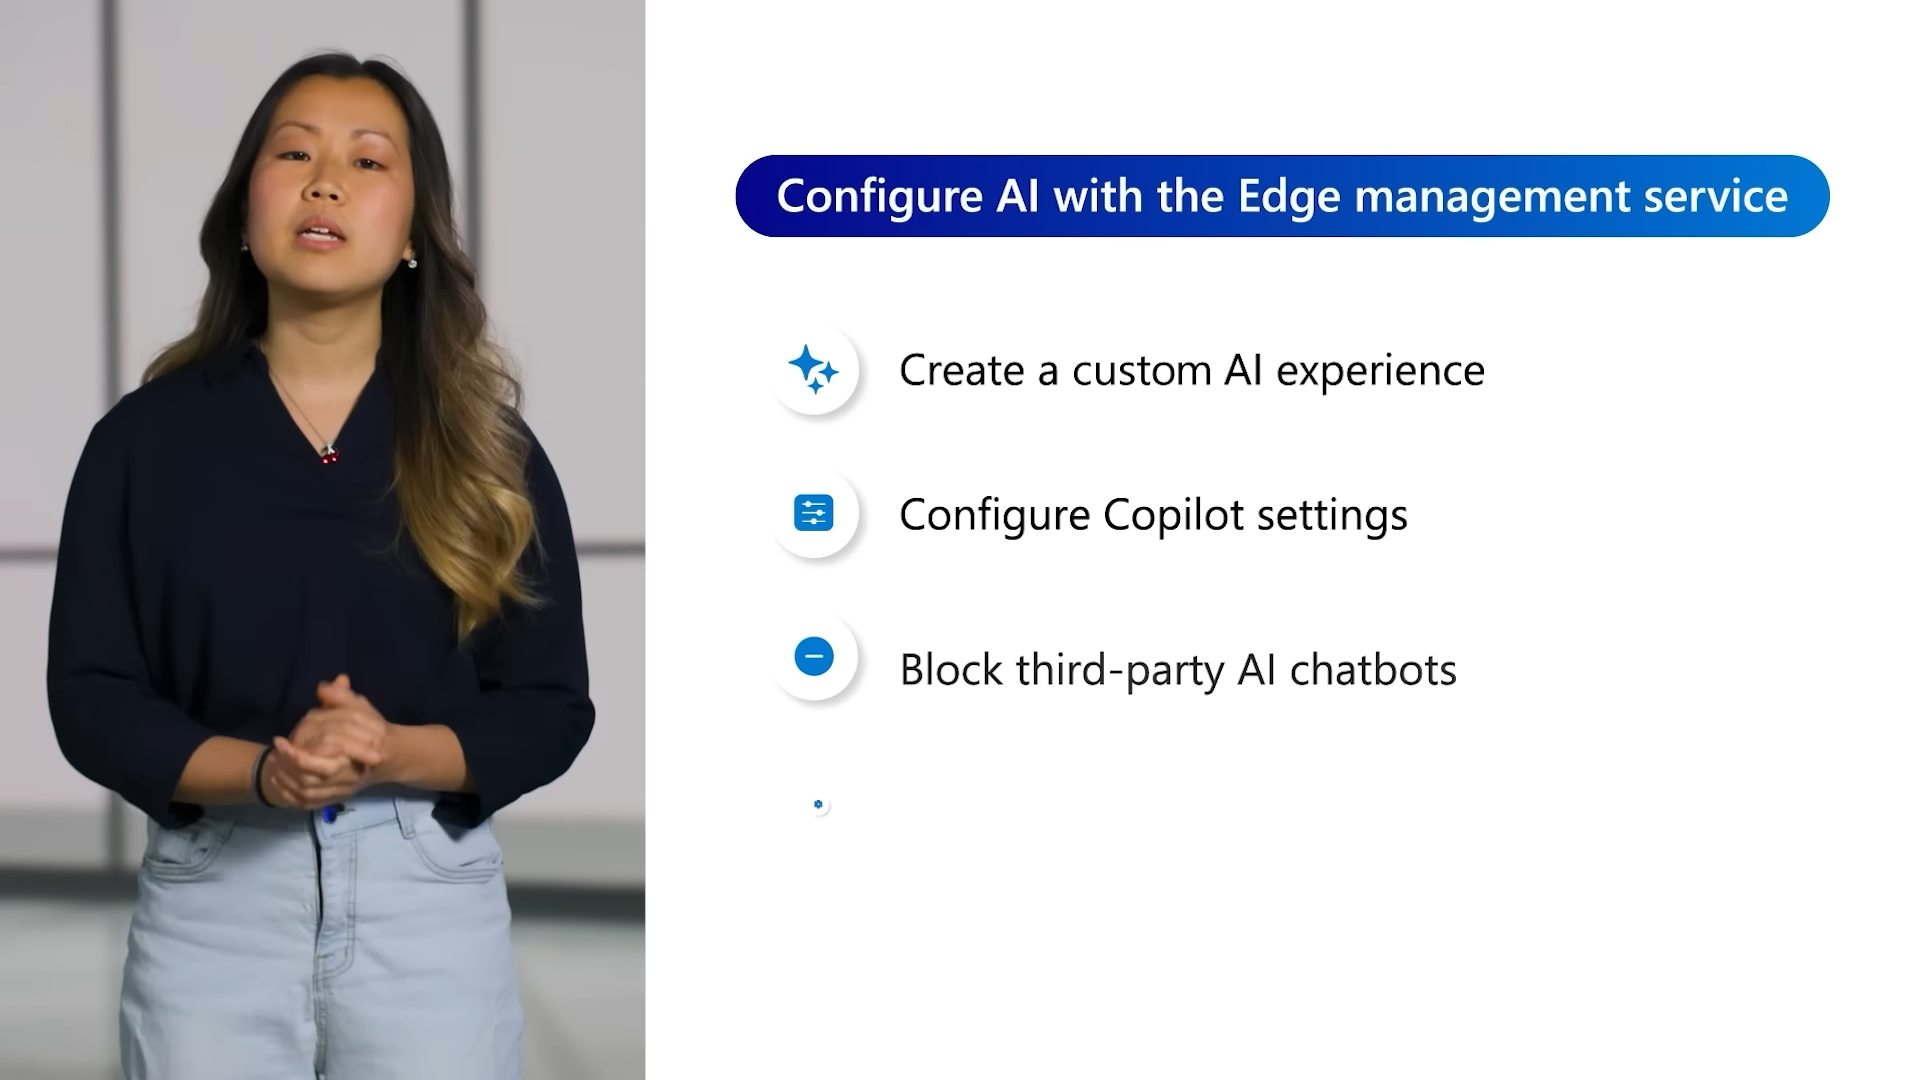 Configure AI with the Edge management service
Create a custom AI experience
Configure Copilot settings
Block third-party AI chatbots